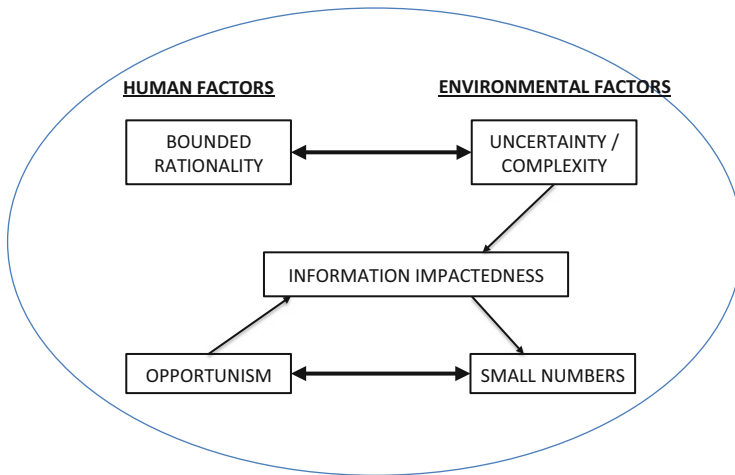 HUMAN FACTORS
ENVIRONMENTAL FACTORS
BOUNDED
RATIONALITY
UNCERTAINTY /
COMPLEXITY
INFORMATION IMPACTEDNESS
OPPORTUNISM
SMALL NUMBERS